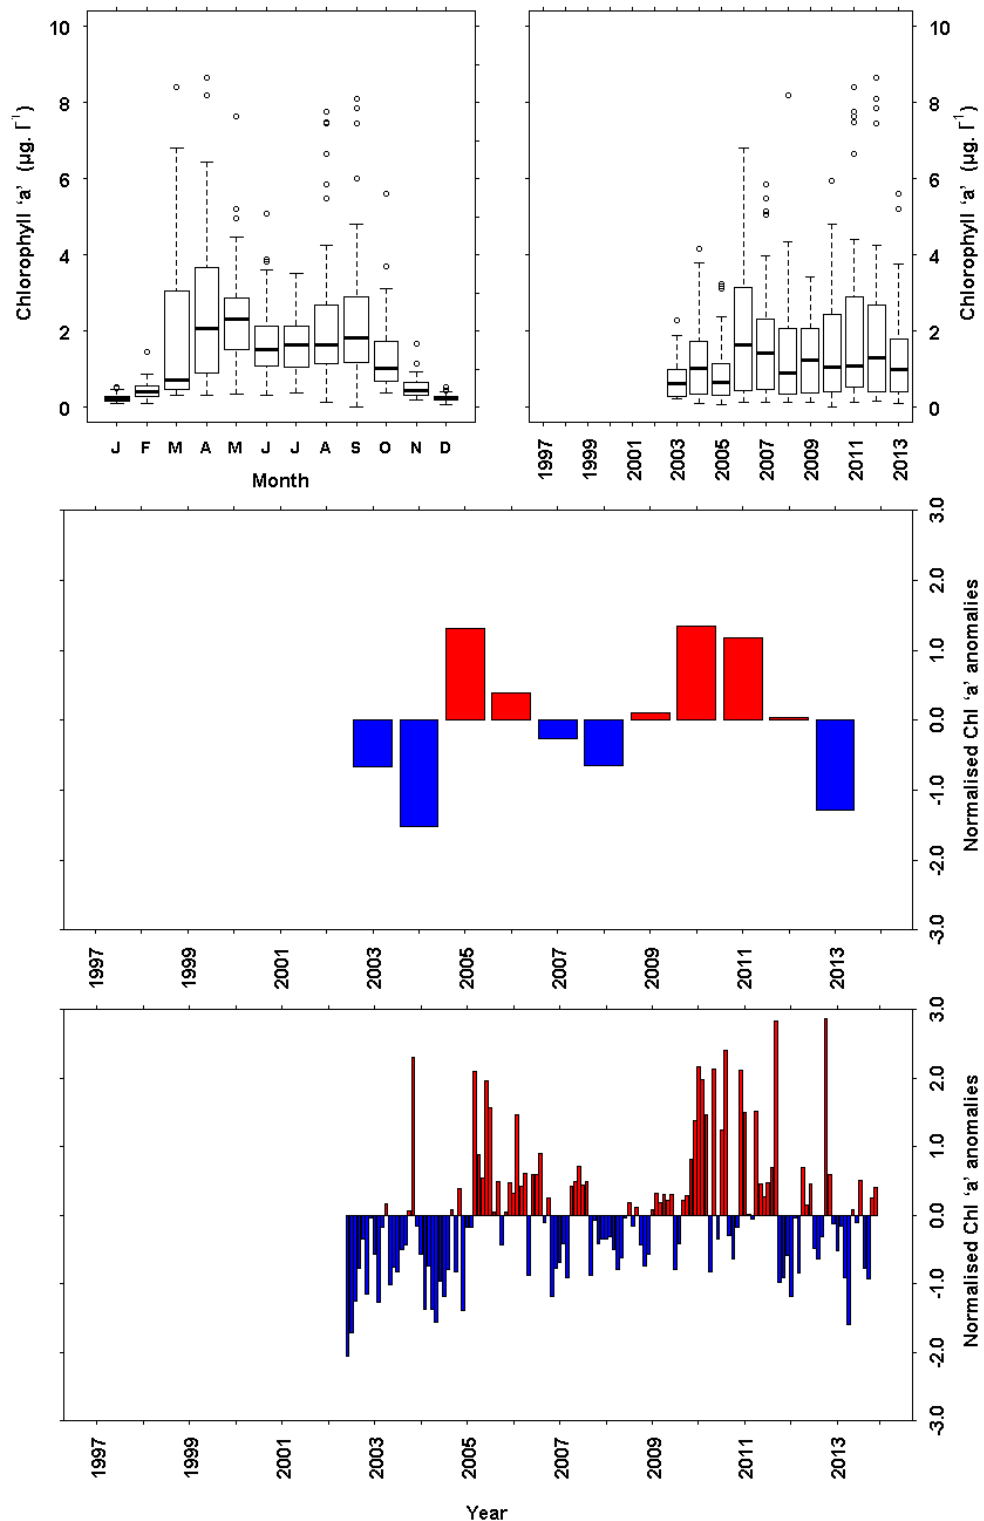 10
8
6
4
2
0
Chlorophyll ‘a’ (µg. l⁻¹)
J F M A M J J A S O N D
Month
10
8
6
4
2
0
Chlorophyll ‘a’ (µg. l⁻¹)
1997 1999 2001 2003 2005 2007 2009 2011 2013
3.0
2.0
1.0
0.0
-1.0
-2.0
-3.0
Normalised Chl ‘a’ anomalies
1997 1999 2001 2003 2005 2007 2009 2011 2013
3.0
2.0
1.0
0.0
-1.0
-2.0
-3.0
Normalised Chl ‘a’ anomalies
1997 1999 2001 2003 2005 2007 2009 2011 2013
Year